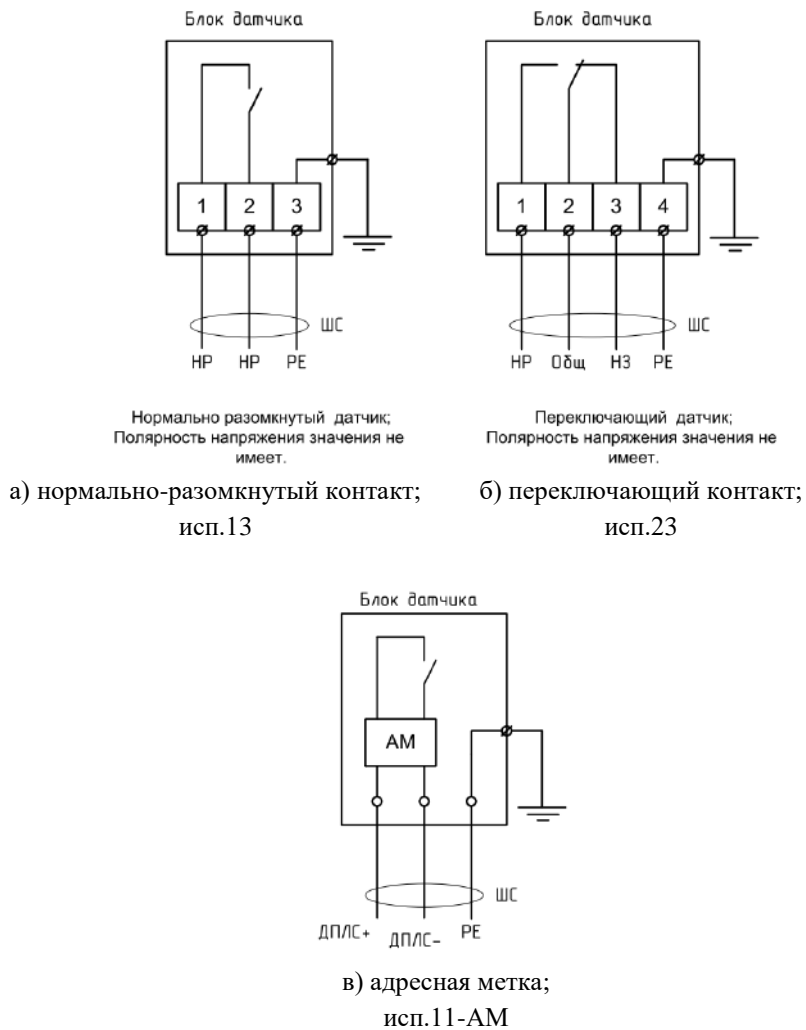 Блок датчика
1 2 3
ШС
НР НР РЕ
Нормально разомкнутый датчик;
Полярность напряжения значения не
имеет.
а) нормально-разомкнутый контакт;
исп.13
Блок датчика
1 2 3 4
ШС
НР Общ НЗ РЕ
Переключающий датчик;
Полярность напряжения значения не
имеет.
б) переключающий контакт;
исп.23
Блок датчика
АМ
ШС
ДПЛС+ ДПЛС- РЕ
в) адресная метка;
исп.11-АМ